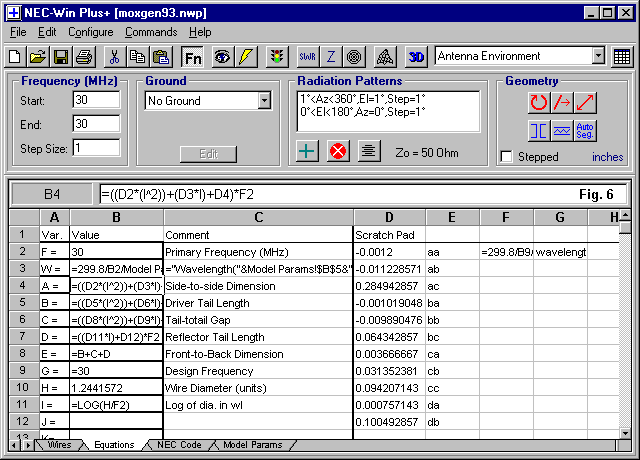 NEC-Win Plus+ [moxgen93.nwp]
File Edit Configure Commands Help
Fn SWR Z 3D Antenna Environment
Frequency (MHz)
Start: 30
End: 30
Step Size: 1
Ground
No Ground
Edit
Radiation Patterns
1°<Az<360°,El=1°,Step=1°
0°<El<180°,Az=0°,Step=1°
Zo = 50 Ohm
Geometry
Auto Seg.
Stepped inches
B4 =((D2*(I^2))+(D3*I)+D4)*F2 Fig. 6
A B C D E F G H
1 Var. Value Comment Scratch Pad
2 F = 30 Primary Frequency (MHz) -0.0012 aa =299.8/B9/ wavelengt
3 W = =299.8/B2/Model Pa ="Wavelength("&Model Params!$B$5&" -0.011228571 ab
4 A = =((D2*(I^2))+(D3*I)- Side-to-side Dimension 0.284942857 ac
5 B = =((D5*(I^2))+(D6*I)- Driver Tail Length -0.001019048 ba
6 C = =((D8*(I^2))+(D9*I)- Tail-totail Gap -0.009890476 bb
7 D = =((D11*I)+D12)*F2 Reflector Tail Length 0.064342857 bc
8 E = =B+C+D Front-to-Back Dimension 0.003666667 ca
9 G = =30 Design Frequency 0.031352381 cb
10 H = 1.2441572 Wire Diameter (units) 0.094207143 cc
11 I = =LOG(H/F2) Log of dia. in wl 0.000757143 da
12 J = 0.100492857 db
13 K=
Wires Equations NEC Code Model Params